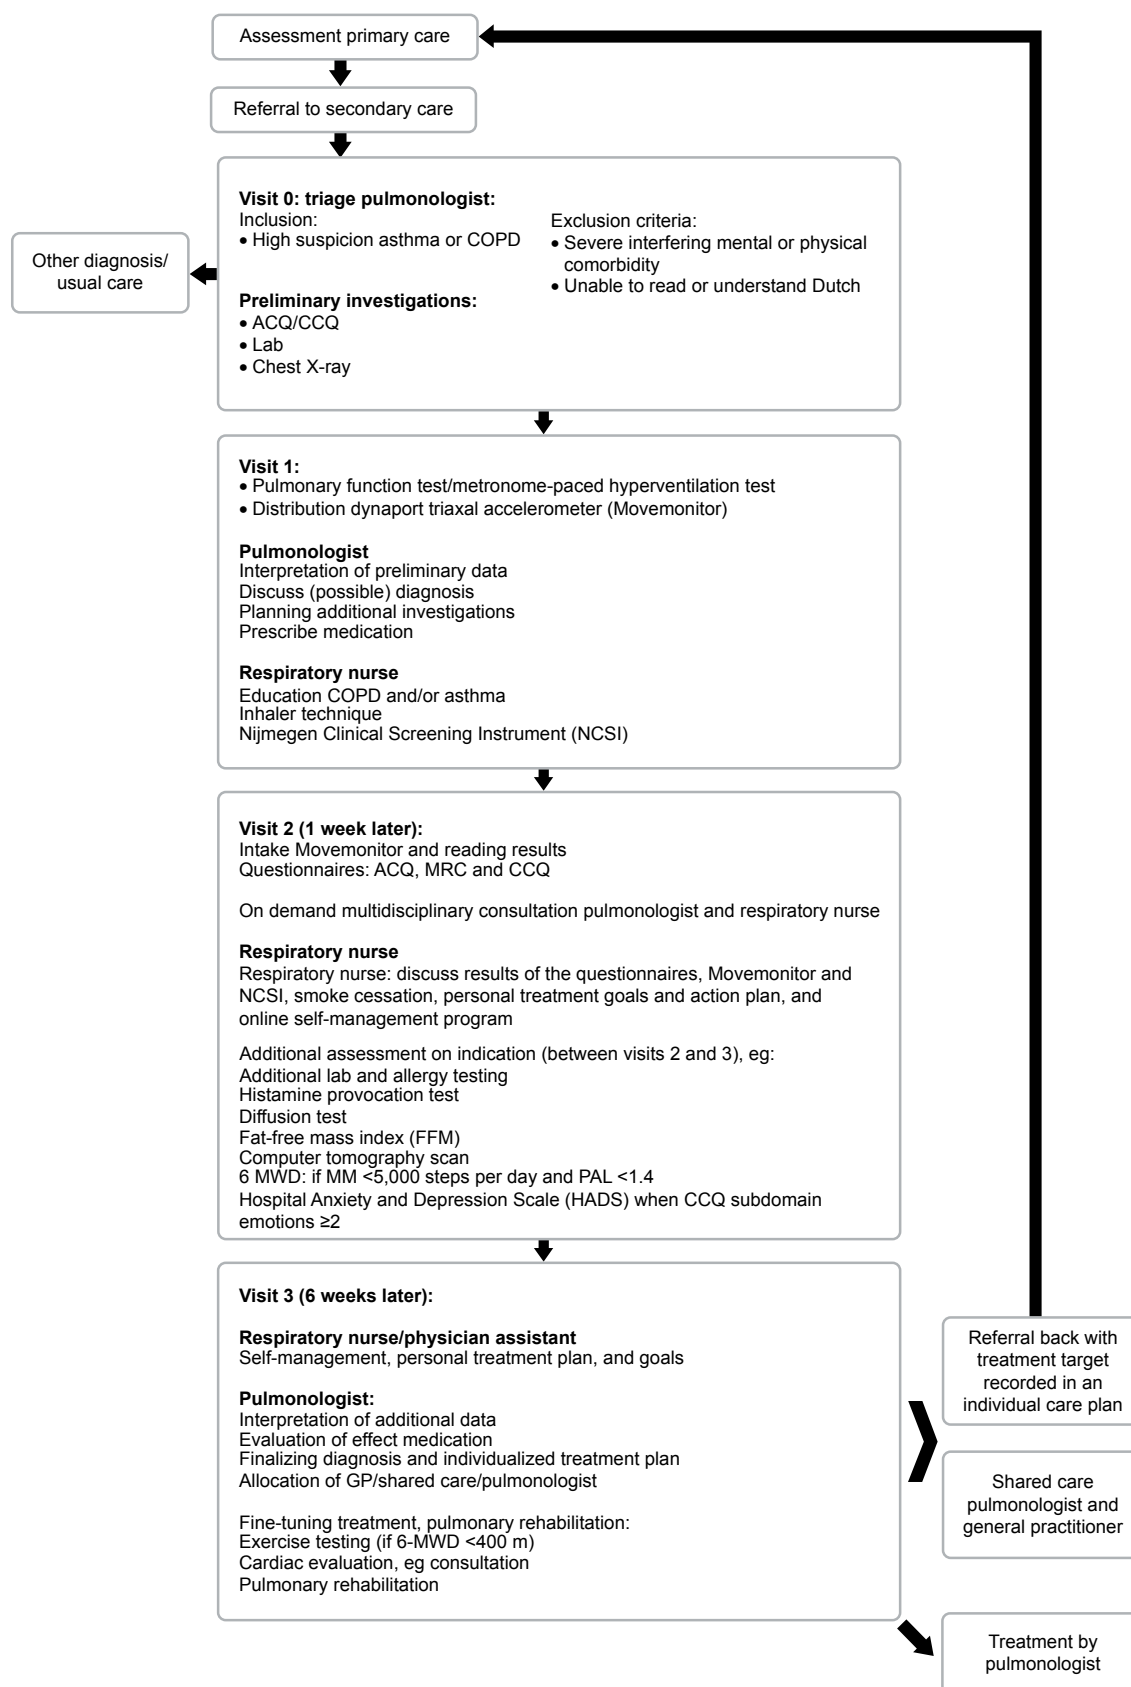 Assessment primary care
Referral to secondary care
Visit 0: triage pulmonologist:
Inclusion:
• High suspicion asthma or COPD
Exclusion criteria:
• Severe interfering mental or physical
comorbidity
• Unable to read or understand Dutch
Preliminary investigations:
• ACQ/CCQ
• Lab
• Chest X-ray
Other diagnosis/
usual care
Visit 1:
• Pulmonary function test/metronome-paced hyperventilation test
• Distribution dynaport triaxal accelerometer (Movemonitor)
Pulmonologist
Interpretation of preliminary data
Discuss (possible) diagnosis
Planning additional investigations
Prescribe medication
Respiratory nurse
Education COPD and/or asthma
Inhaler technique
Nijmegen Clinical Screening Instrument (NCSI)
Visit 2 (1 week later):
Intake Movemonitor and reading results
Questionnaires: ACQ, MRC and CCQ
On demand multidisciplinary consultation pulmonologist and respiratory nurse
Respiratory nurse
Respiratory nurse: discuss results of the questionnaires, Movemonitor and
NCSI, smoke cessation, personal treatment goals and action plan, and
online self-management program
Additional assessment on indication (between visits 2 and 3), eg:
Additional lab and allergy testing
Histamine provocation test
Diffusion test
Fat-free mass index (FFM)
Computer tomography scan
6 MWD: if MM <5,000 steps per day and PAL <1.4
Hospital Anxiety and Depression Scale (HADS) when CCQ subdomain
emotions ≥2
Visit 3 (6 weeks later):
Respiratory nurse/physician assistant
Self-management, personal treatment plan, and goals
Pulmonologist:
Interpretation of additional data
Evaluation of effect medication
Finalizing diagnosis and individualized treatment plan
Allocation of GP/shared care/pulmonologist
Fine-tuning treatment, pulmonary rehabilitation:
Exercise testing (if 6-MWD <400 m)
Cardiac evaluation, eg consultation
Pulmonary rehabilitation
Referral back with
treatment target
recorded in an
individual care plan
Shared care
pulmonologist and
general practitioner
Treatment by
pulmonologist